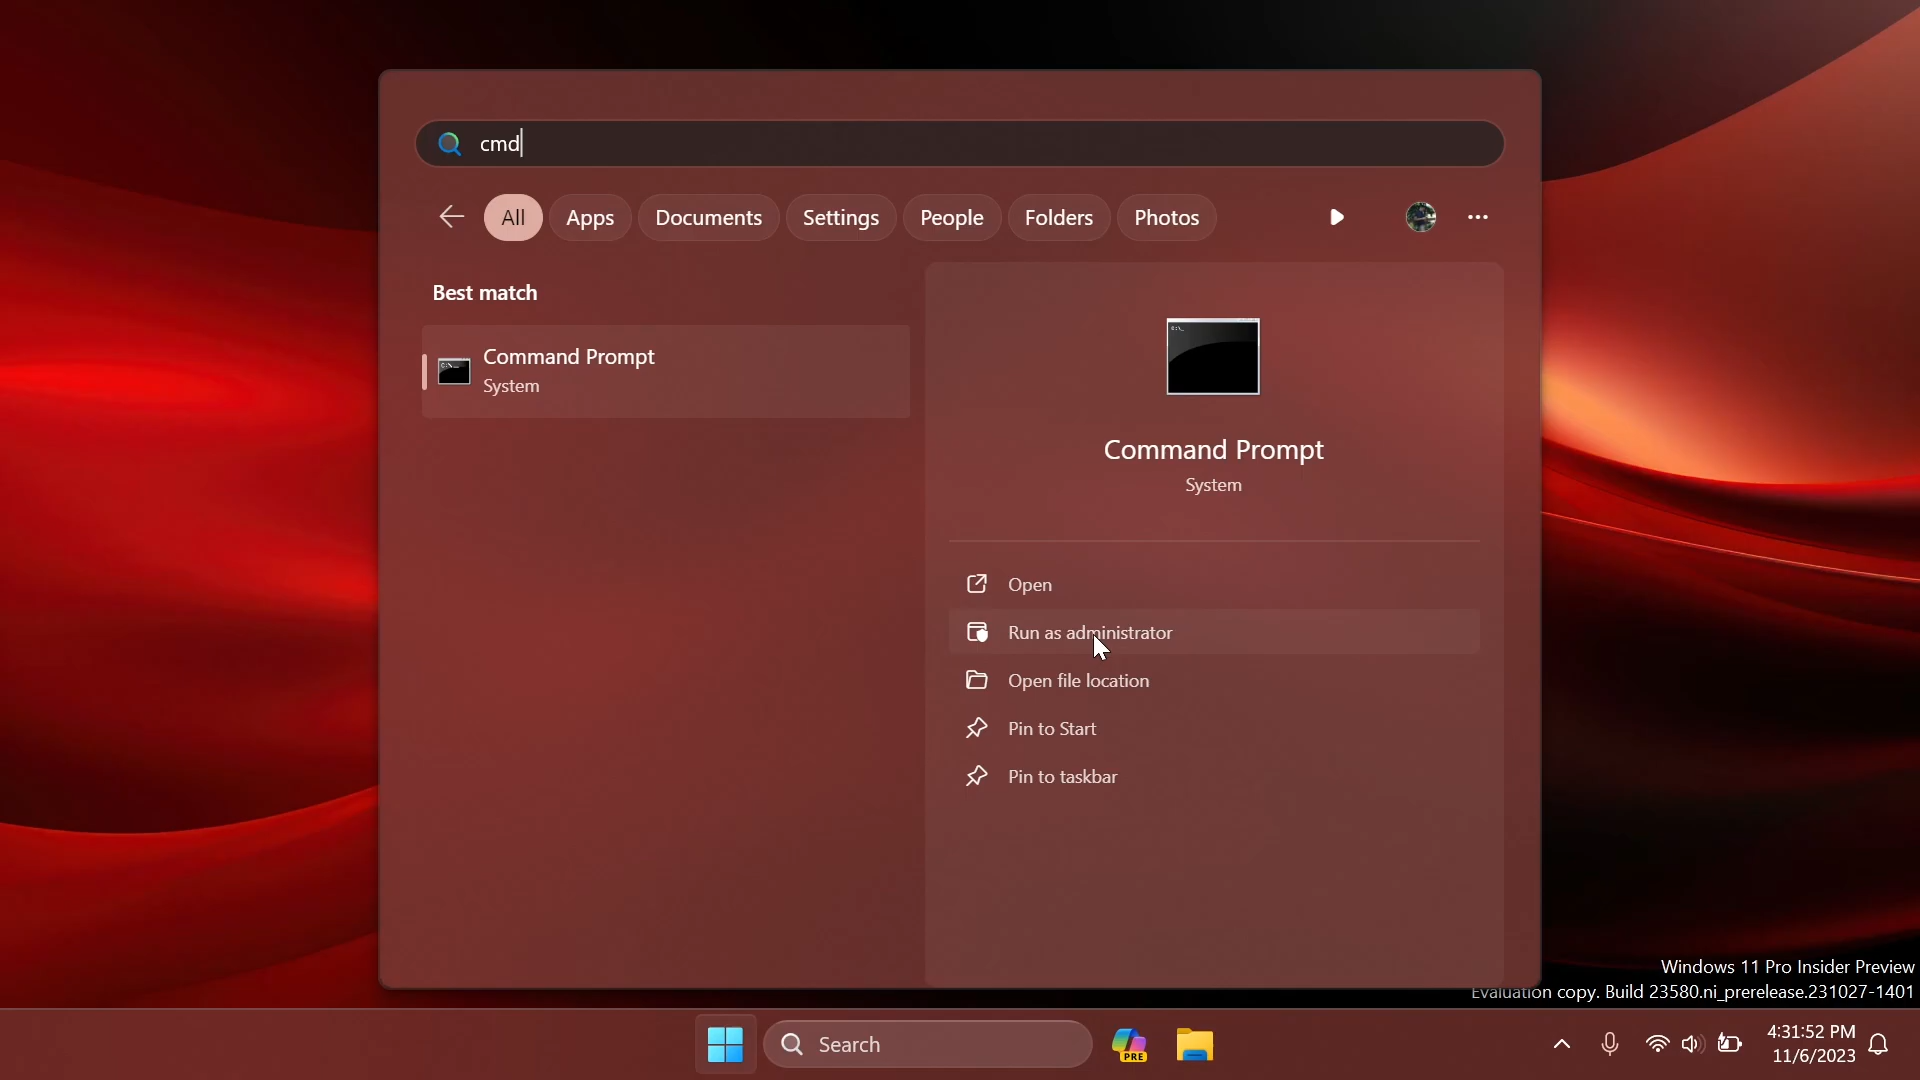 cmd
All
Apps
Documents
Settings
People
Folders
Photos
Best match
Command Prompt
System
C:\_
Command Prompt
System
Open
Run as administrator
Open file location
Pin to Start
Pin to taskbar
Windows 11 Pro Insider Preview
Evaluation copy. Build 23580.ni_prerelease.231027-1401
Search
PRE
4:31:52 PM
11/6/2023